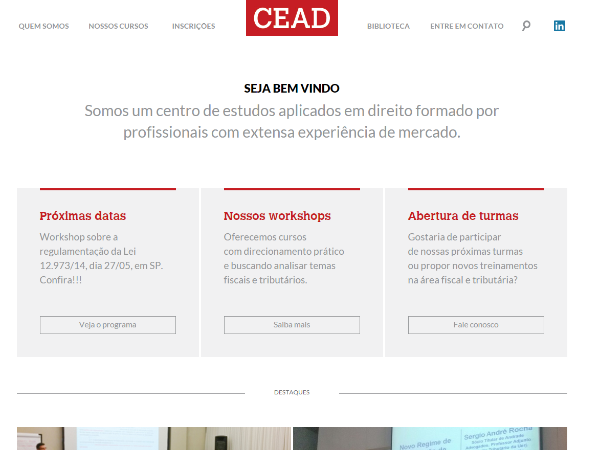 QUEM SOMOS
NOSSOS CURSOS
INSCRIÇÕES
CEAD
BIBLIOTECA
ENTRE EM CONTATO
in
SEJA BEM VINDO
Somos um centro de estudos aplicados em direito formado por
profissionais com extensa experiência de mercado.
Próximas datas
Workshop sobre a
regulamentação da Lei
12.973/14, dia 27/05, em SP.
Confira!!!
Veja o programa
Nossos workshops
Oferecemos cursos
com direcionamento prático
e buscando analisar temas
fiscais e tributários.
Saiba mais
Abertura de turmas
Gostaria de participar
de nossas próximas turmas
ou propor novos treinamentos
na área fiscal e tributária?
Fale conosco
DESTAQUES
Novo Regime de
Sergio André Rocha